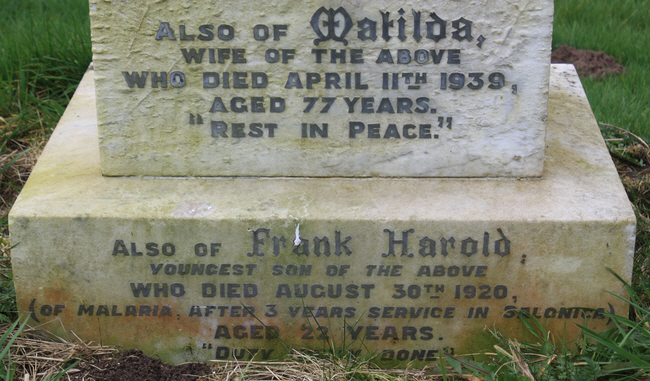 ALSO OF Matilda,
WIFE OF THE ABOVE
WHO DIED APRIL 11TH 1939,
AGED 77 YEARS.
"REST IN PEACE."
ALSO OF Frank Harold,
YOUNGEST SON OF THE ABOVE
WHO DIED AUGUST 30TH 1920,
(OF MALARIA, AFTER 3 YEARS SERVICE IN SALONICA)
AGED 22 YEARS.
"DUTY DONE"